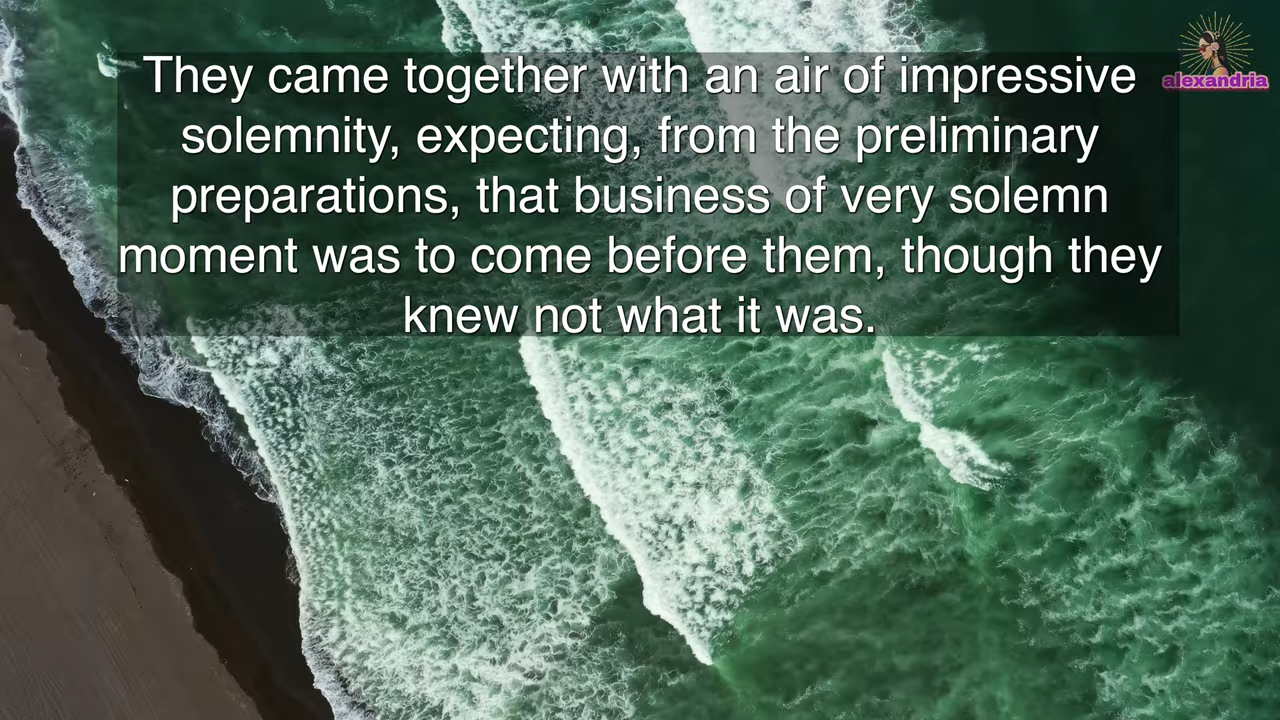 They came together with an air of impressive
solemnity, expecting, from the preliminary
preparations, that business of very solemn
moment was to come before them, though they
knew not what it was.
alexandria